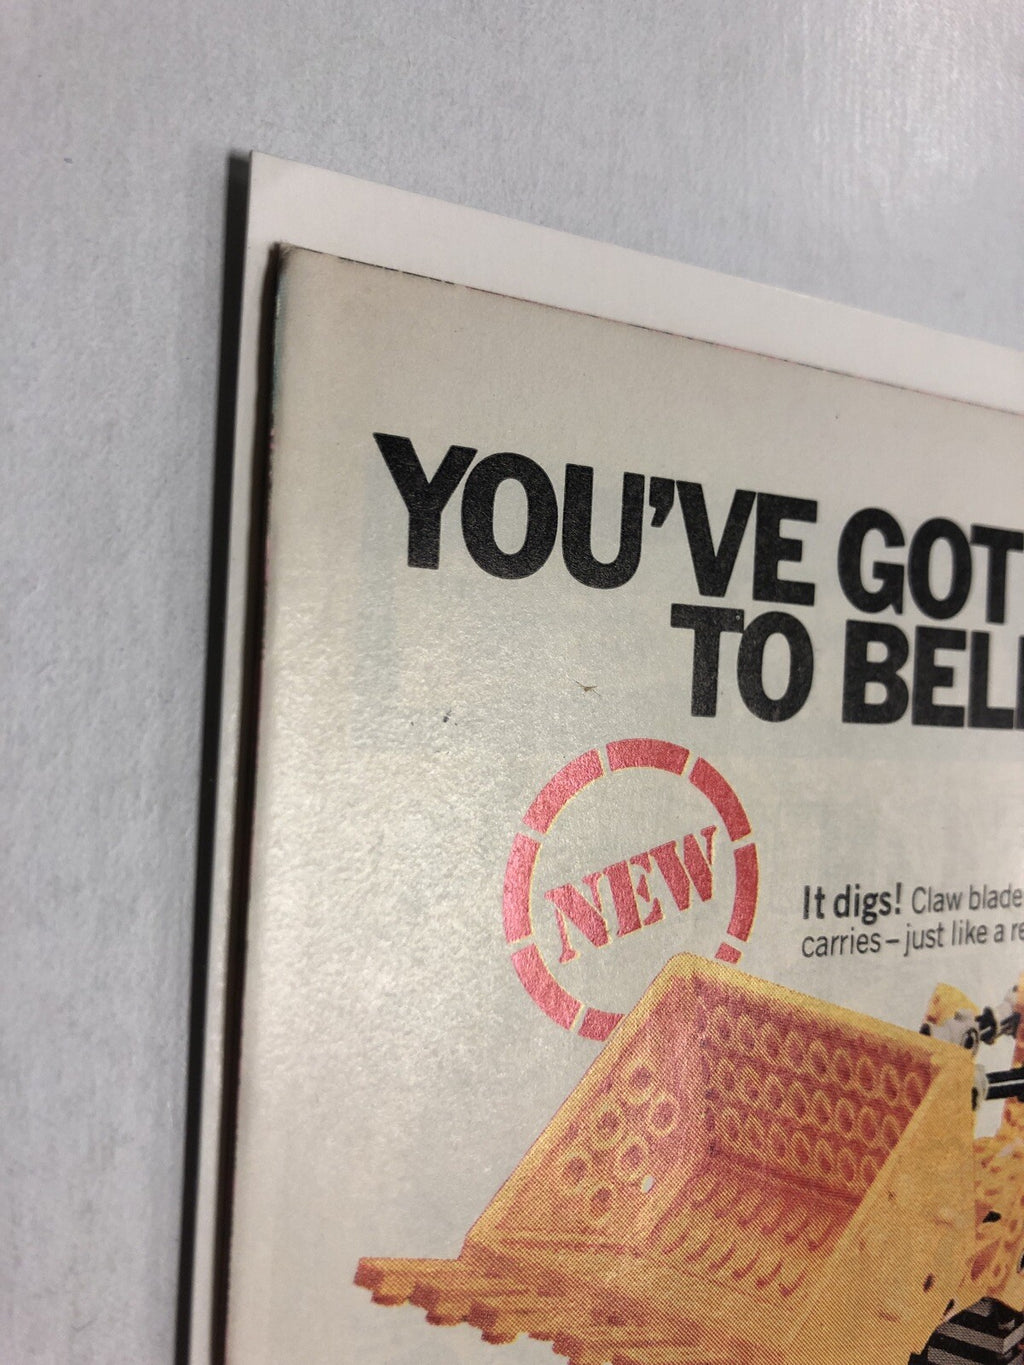 YOU'VE GOT
TO BEL
NEW
It digs! Claw blade
carries – just like a re